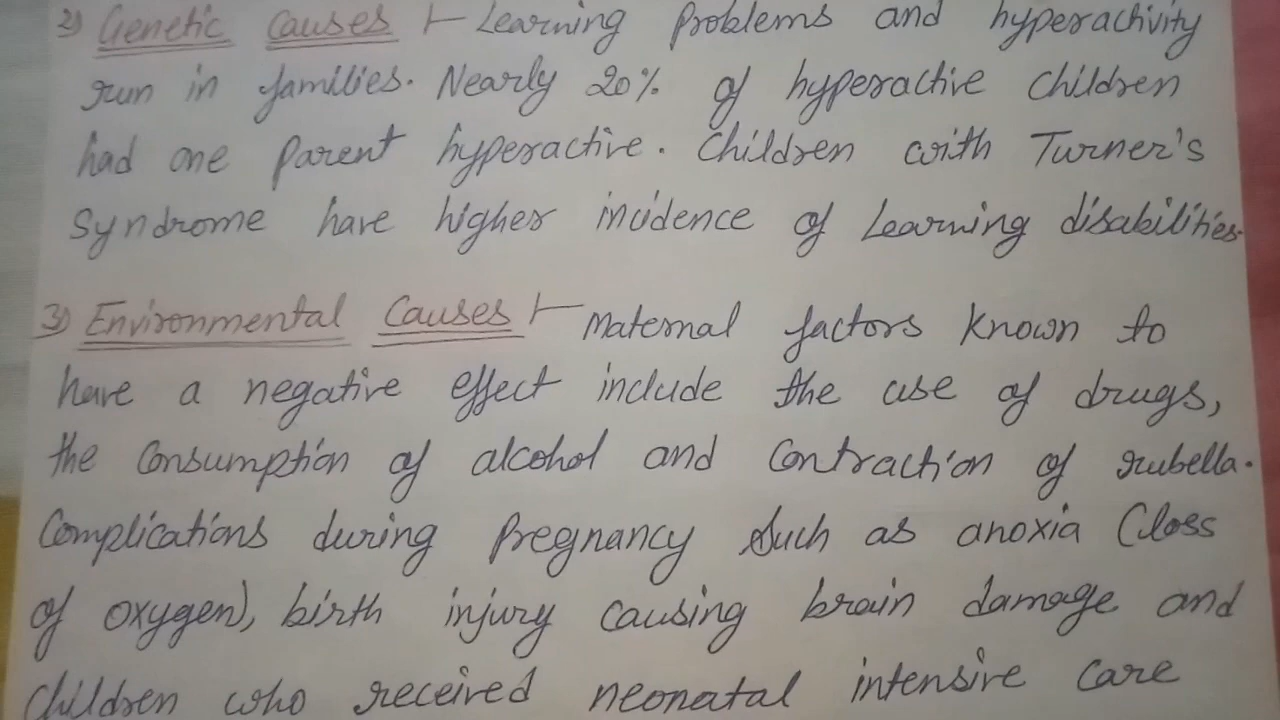 2) Genetic Causes :- Learning Problems and hyperactivity
run in families. Nearly 20% of hyperactive children
had one parent hyperactive. Children with Turner's
Syndrome have higher incidence of Learning disabilities.
3) Environmental Causes :- Maternal factors known to
have a negative effect include the use of drugs,
the consumption of alcohol and contraction of rubella.
Complications during Pregnancy such as anoxia (loss
of oxygen), birth injury causing brain damage and
children who received neonatal intensive care